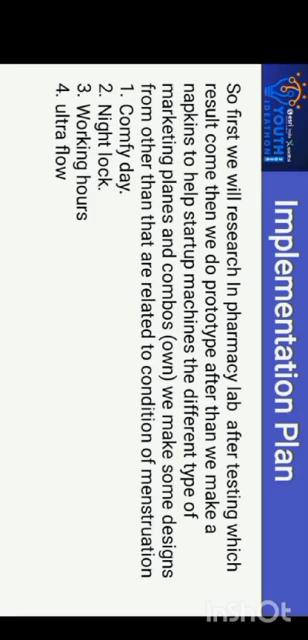 YOUTH
IDEATHON
Implementation Plan
So first we will research In pharmacy lab after testing which
result come then we do prototype after than we make a
napkins to help startup machines the different type of
marketing planes and combos (own) we make some designs
from other than that are related to condition of menstruation
1. Comfy day.
2. Night lock.
3. Working hours
4. ultra flow
InShOt